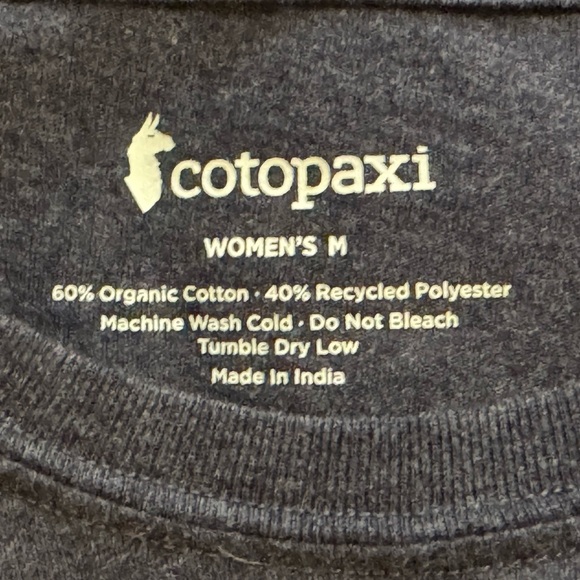 cotopaxi
WOMEN'S M
60% Organic Cotton · 40% Recycled Polyester
Machine Wash Cold · Do Not Bleach
Tumble Dry Low
Made In India